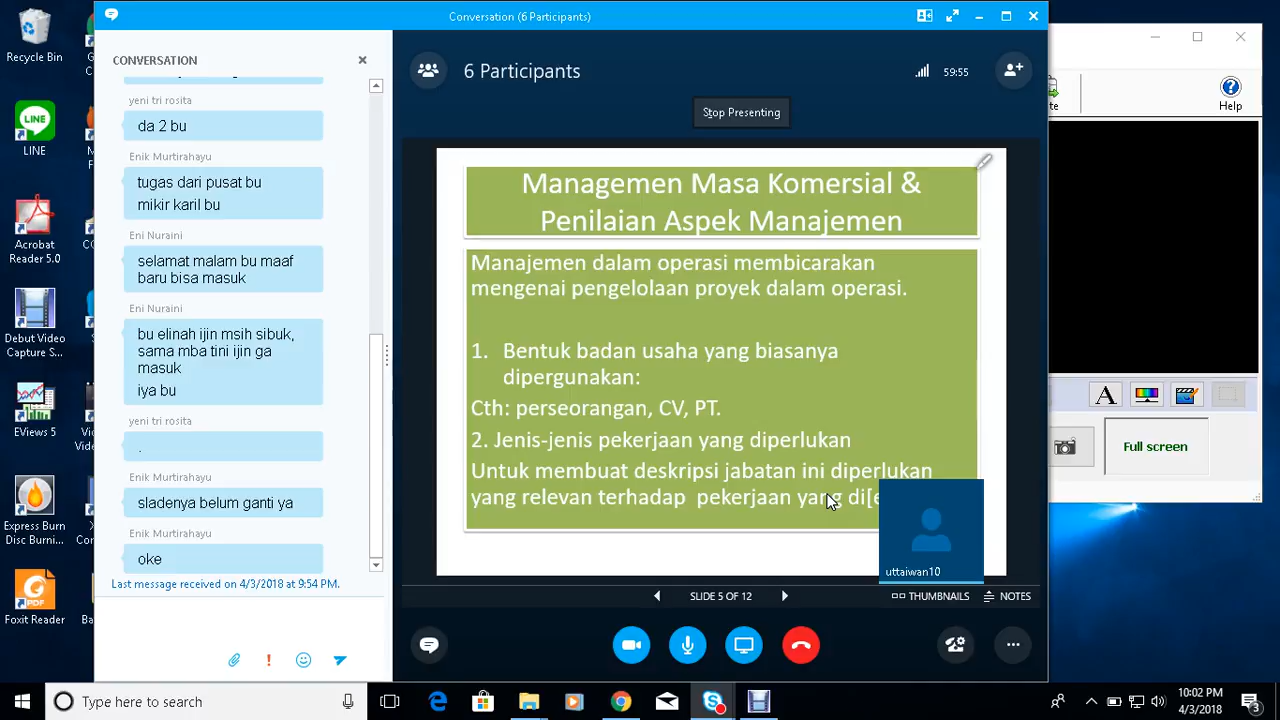 Recycle Bin
LINE
Acrobat
Reader 5.0
Debut Video
Capture S...
EViews 5
Express Burn
Disc Burni...
Foxit Reader
Conversation (6 Participants)
CONVERSATION
yeni tri rosita
da 2 bu
Enik Murtirahayu
tugas dari pusat bu
mikir karil bu
Eni Nuraini
selamat malam bu maaf
baru bisa masuk
Eni Nuraini
bu elinah ijin msih sibuk,
sama mba tini ijin ga
masuk
iya bu
yeni tri rosita
.
Enik Murtirahayu
sladenya belum ganti ya
Enik Murtirahayu
oke
Last message received on 4/3/2018 at 9:54 PM.
6 Participants
59:55
Stop Presenting
Managemen Masa Komersial &
Penilaian Aspek Manajemen
Manajemen dalam operasi membicarakan
mengenai pengelolaan proyek dalam operasi.
1. Bentuk badan usaha yang biasanya
dipergunakan:
Cth: perseorangan, CV, PT.
2. Jenis-jenis pekerjaan yang diperlukan
Untuk membuat deskripsi jabatan ini diperlukan
yang relevan terhadap pekerjaan yang
uttaiwan10
SLIDE 5 OF 12
THUMBNAILS
NOTES
Help
A
Full screen
Type here to search
10:02 PM
4/3/2018
3